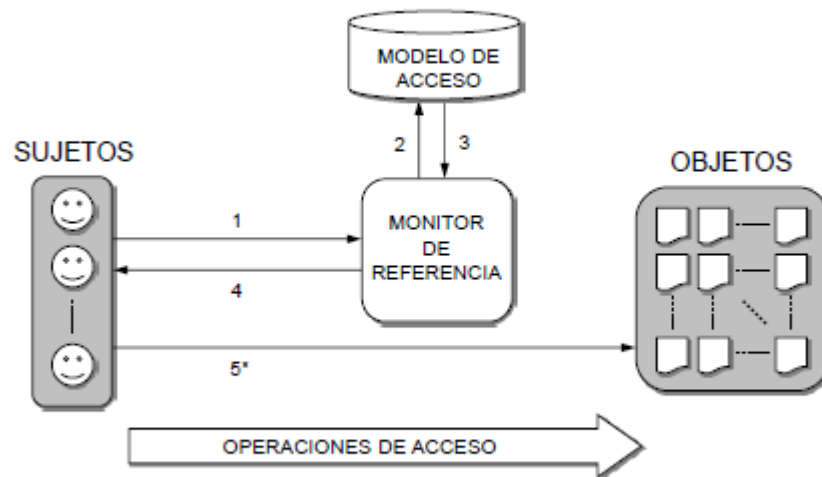 MODELO DE
ACCESO
SUJETOS
2
3
OBJETOS
1
MONITOR
DE
REFERENCIA
4
5*
OPERACIONES DE ACCESO